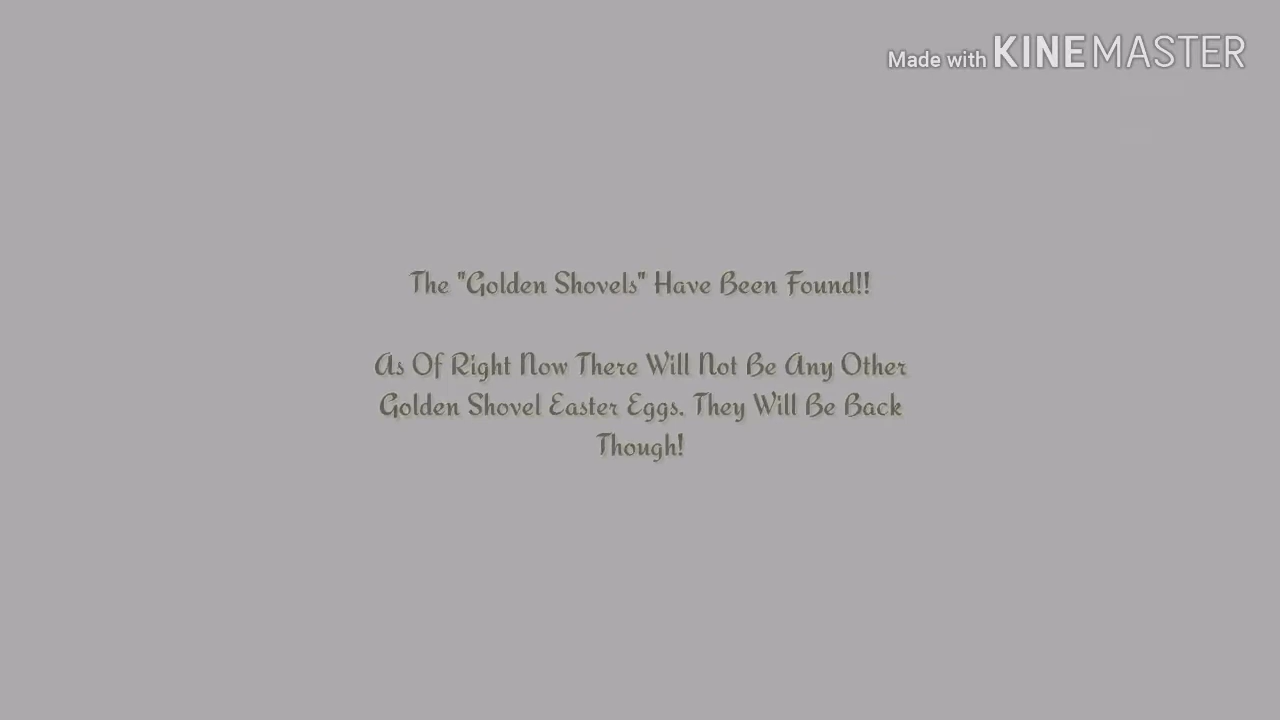 Made with KINEMASTER
The "Golden Shovels" Have Been Found!!
As Of Right Now There Will Not Be Any Other
Golden Shovel Easter Eggs. They Will Be Back
Though!